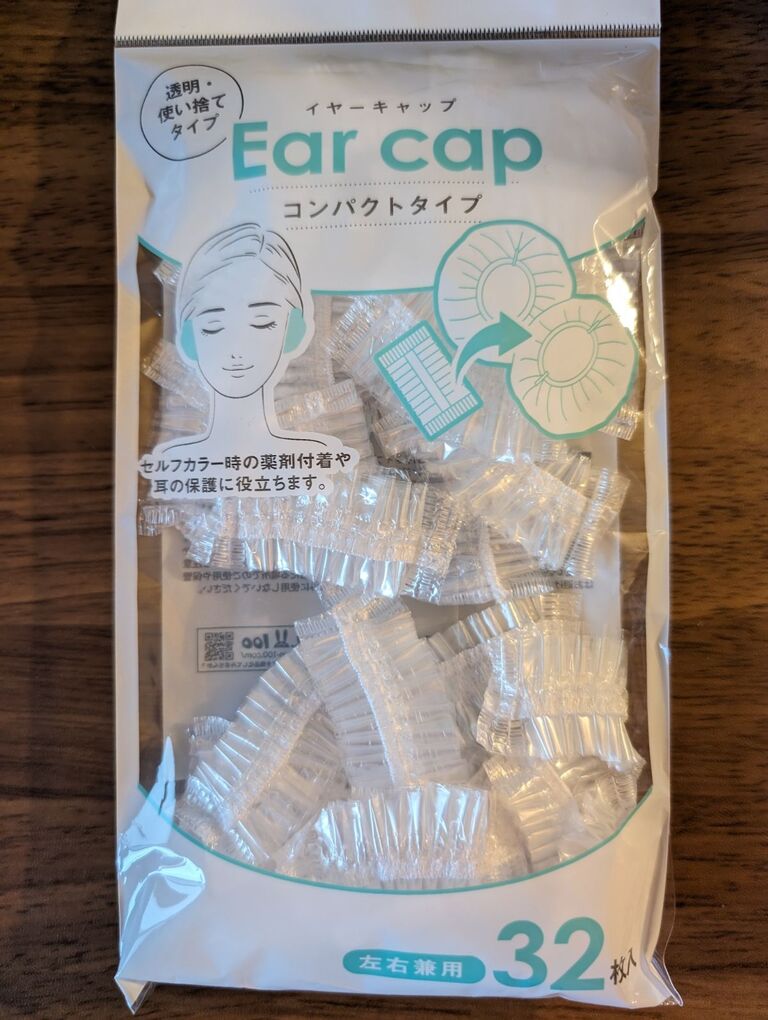 透明・
使い捨て
タイプ
イヤーキャップ
Ear cap
コンパクトタイプ
セルフカラー時の薬剤付着や
耳の保護に役立ちます。
左右兼用
32枚入